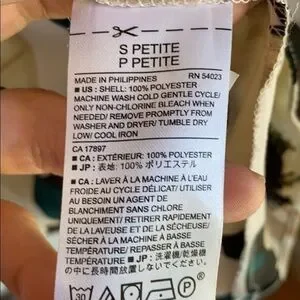 S PETITE
P PETITE
MADE IN PHILIPPINES RN 54023
■ US: SHELL: 100% POLYESTER
MACHINE WASH COLD GENTLE CYCLE/
ONLY NON-CHLORINE BLEACH WHEN
NEEDED/ REMOVE PROMPTLY FROM
WASHER AND DRYER/ TUMBLE DRY
LOW/ COOL IRON
CA 17897
■ CA: EXTÉRIEUR: 100% POLYESTER
■ JP: 表地: 100% ポリエステル
■ CA: LAVER À LA MACHINE À L'EAU
FROIDE AU CYCLE DÉLICAT/ UTILISER
AU BESOIN UN AGENT DE
BLANCHIMENT SANS CHLORE
UNIQUEMENT/ RETIRER RAPIDEMENT
DE LA LAVEUSE ET DE LA SÉCHEUSE/
SÉCHER À LA MACHINE À BASSE
TEMPÉRATURE/ REPASSER À BASSE
TEMPÉRATURE/ ■ JP: 洗濯機/乾燥機
の中に長時間放置しないでください
30 P